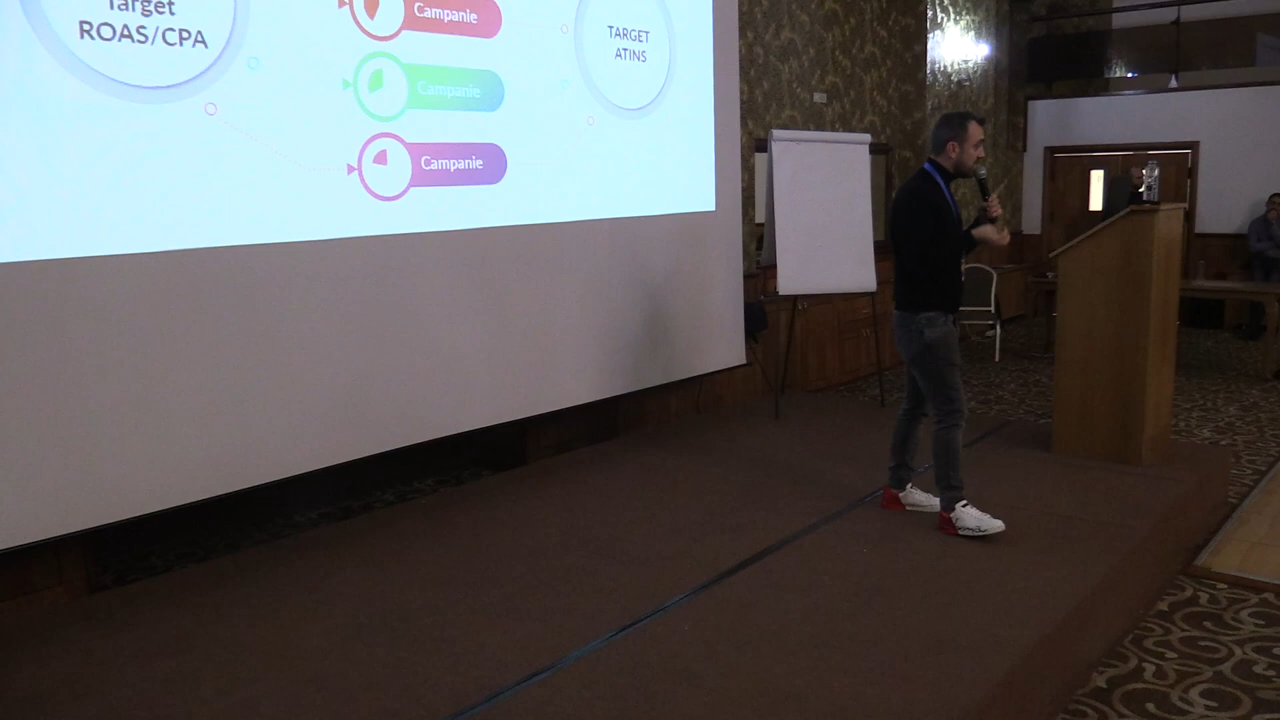 Target
ROAS/CPA
Campanie
Campanie
Campanie
TARGET
ATINS